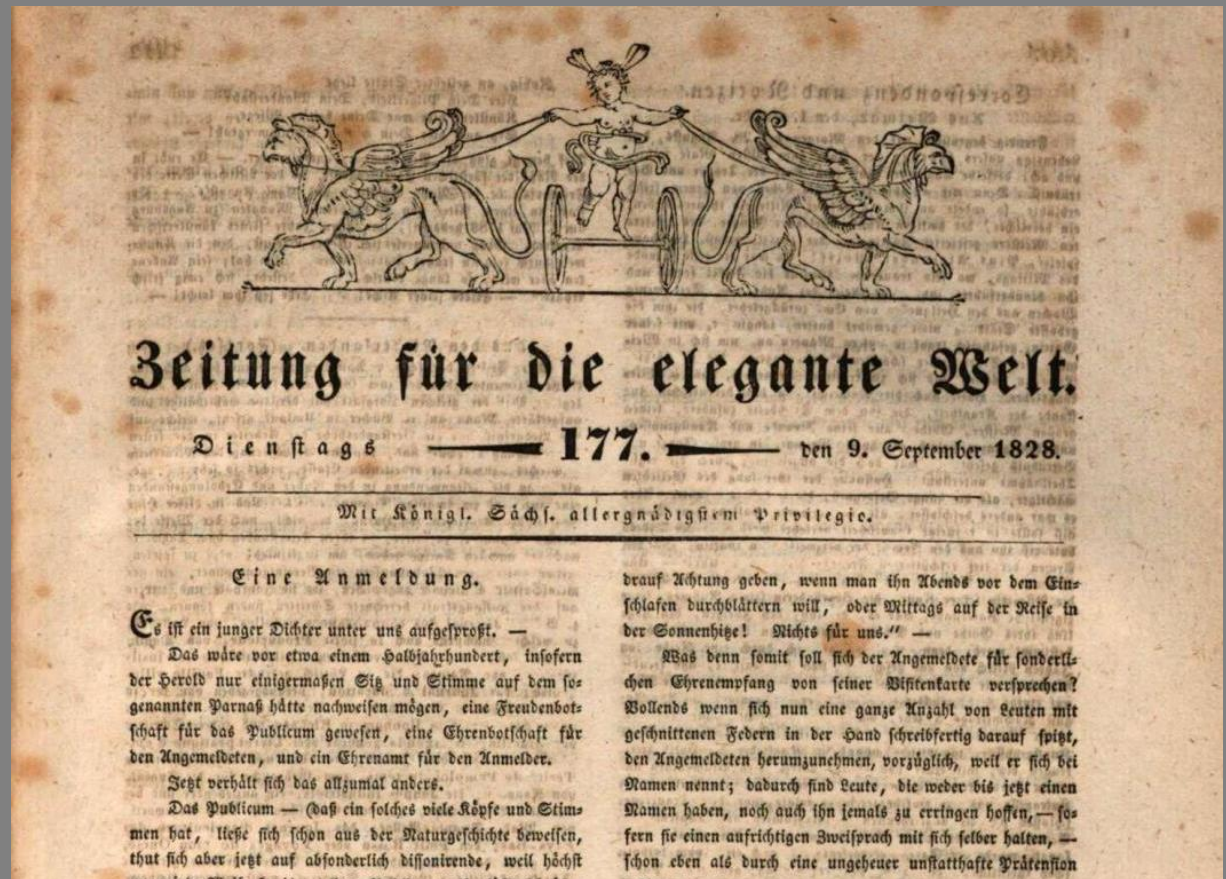 Zeitung für die elegante Welt.
Dienstags 177. den 9. September 1828.
Mit Königl. Sächs. allergnädigstem Privilegio.
Eine Anmeldung.
Es ist ein junger Dichter unter uns aufgesproßt. —
Das wäre vor etwa einem Halbjahrhundert, insofern
der Herold nur einigermaßen Sitz und Stimme auf dem so-
genannten Parnaß hätte nachweisen mögen, eine Freudenbot-
schaft für das Publicum gewesen, eine Ehrenbotschaft für
den Angemeldeten, und ein Ehrenamt für den Anmelder.
Jetzt verhält sich das allzumal anders.
Das Publicum — (daß ein solches viele Köpfe und Stim-
men hat, ließe sich schon aus der Naturgeschichte beweisen,
thut sich aber jetzt auf absonderlich dissonirende, weil höchst
drauf Achtung geben, wenn man ihn Abends vor dem Ein-
schlafen durchblättern will, oder Mittags auf der Reise in
der Sonnenhitze! Nichts für uns.“ —
Was denn somit soll sich der Angemeldete für sonderli-
chen Ehrenempfang von seiner Visitenkarte versprechen?
Vollends wenn sich nun eine ganze Anzahl von Leuten mit
geschnittenen Federn in der Hand schreibfertig darauf spitzt,
den Angemeldeten herumzunehmen, vorzüglich, weil er sich bei
Namen nennt; dadurch sind Leute, die weder bis jetzt einen
Namen haben, noch auch ihn jemals zu erringen hoffen, — so-
fern sie einen aufrichtigen Zweisprach mit sich selber halten, —
schon eben als durch eine ungeheuer unstatthafte Prätension